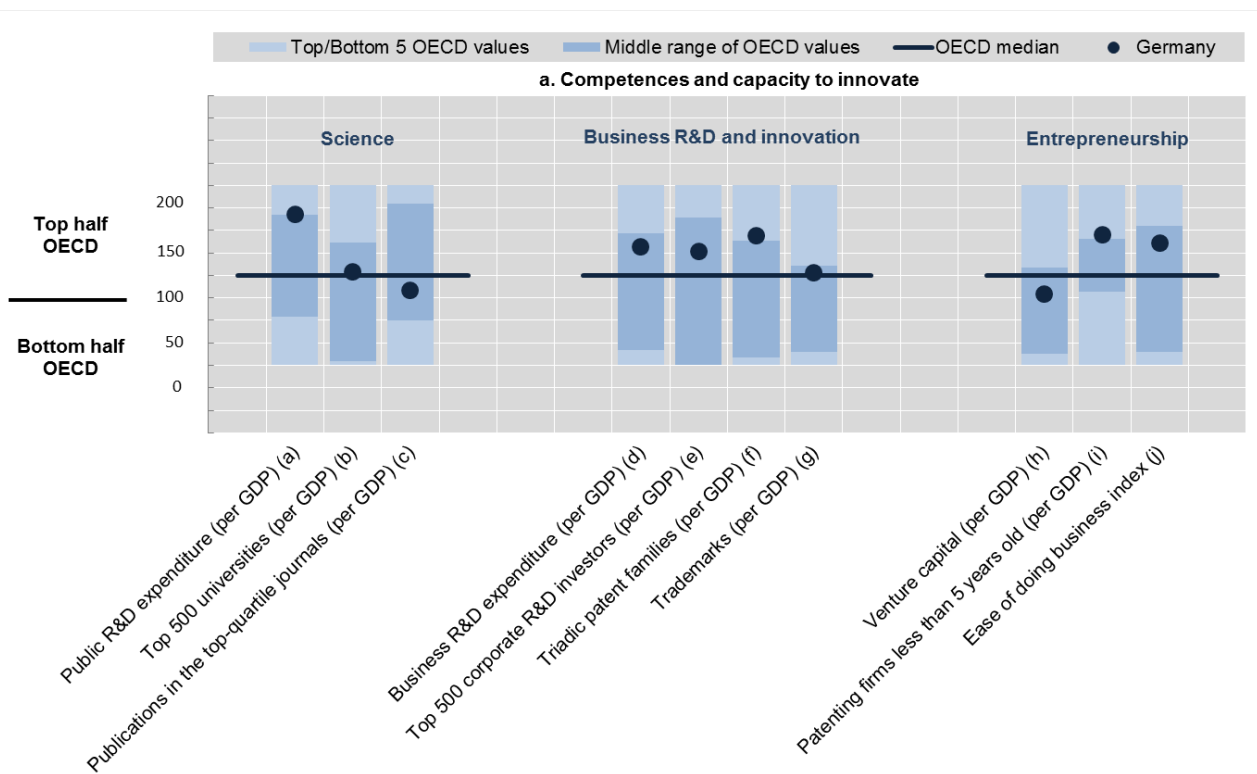 Top/Bottom 5 OECD values
Middle range of OECD values
OECD median
Germany
a. Competences and capacity to innovate
Science
Business R&D and innovation
Entrepreneurship
Top half
OECD
Bottom half
OECD
200
150
100
50
0
Public R&D expenditure (per GDP) (a)
Top 500 universities (per GDP) (b)
Publications in the top-quartile journals (per GDP) (c)
Business R&D expenditure (per GDP) (d)
Top 500 corporate R&D investors (per GDP) (e)
Triadic patent families (per GDP) (f)
Trademarks (per GDP) (g)
Venture capital (per GDP) (h)
Patenting firms less than 5 years old (per GDP) (i)
Ease of doing business index (j)